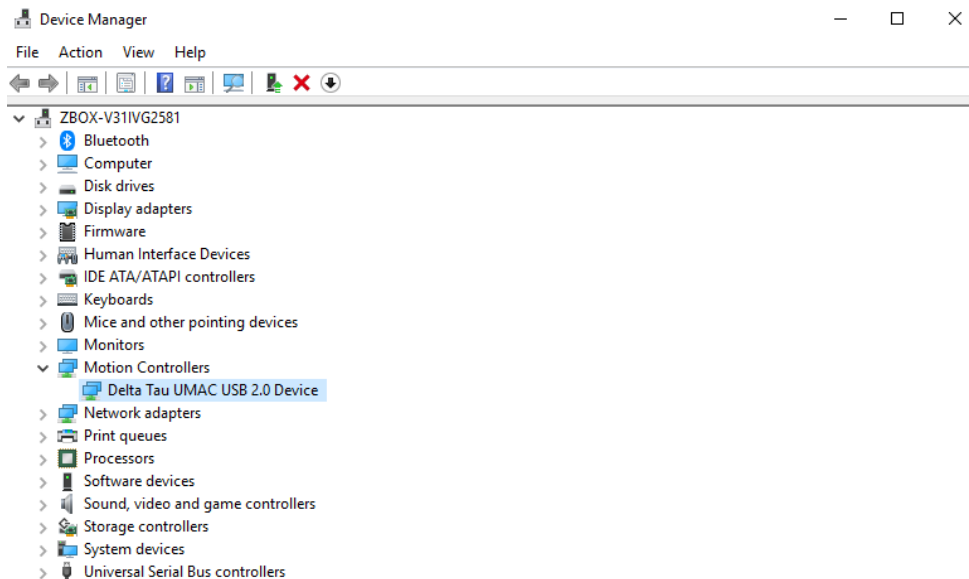 Device Manager
File Action View Help
ZBOX-V31IVG2581
Bluetooth
Computer
Disk drives
Display adapters
Firmware
Human Interface Devices
IDE ATA/ATAPI controllers
Keyboards
Mice and other pointing devices
Monitors
Motion Controllers
Delta Tau UMAC USB 2.0 Device
Network adapters
Print queues
Processors
Software devices
Sound, video and game controllers
Storage controllers
System devices
Universal Serial Bus controllers